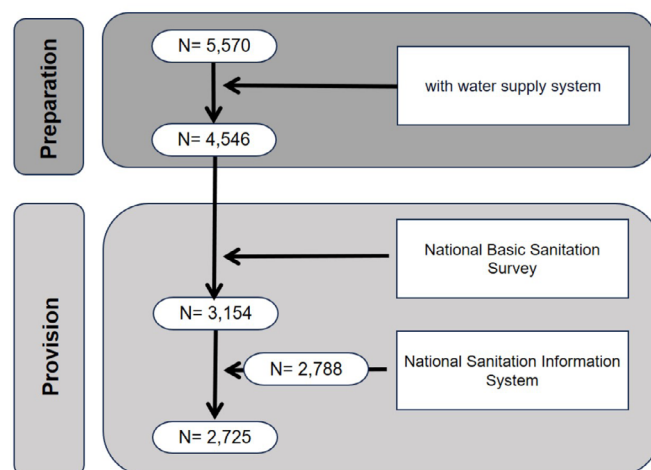 Preparation
N= 5,570
with water supply system
N= 4,546
Provision
National Basic Sanitation
Survey
N= 3,154
N= 2,788
National Sanitation Information
System
N= 2,725